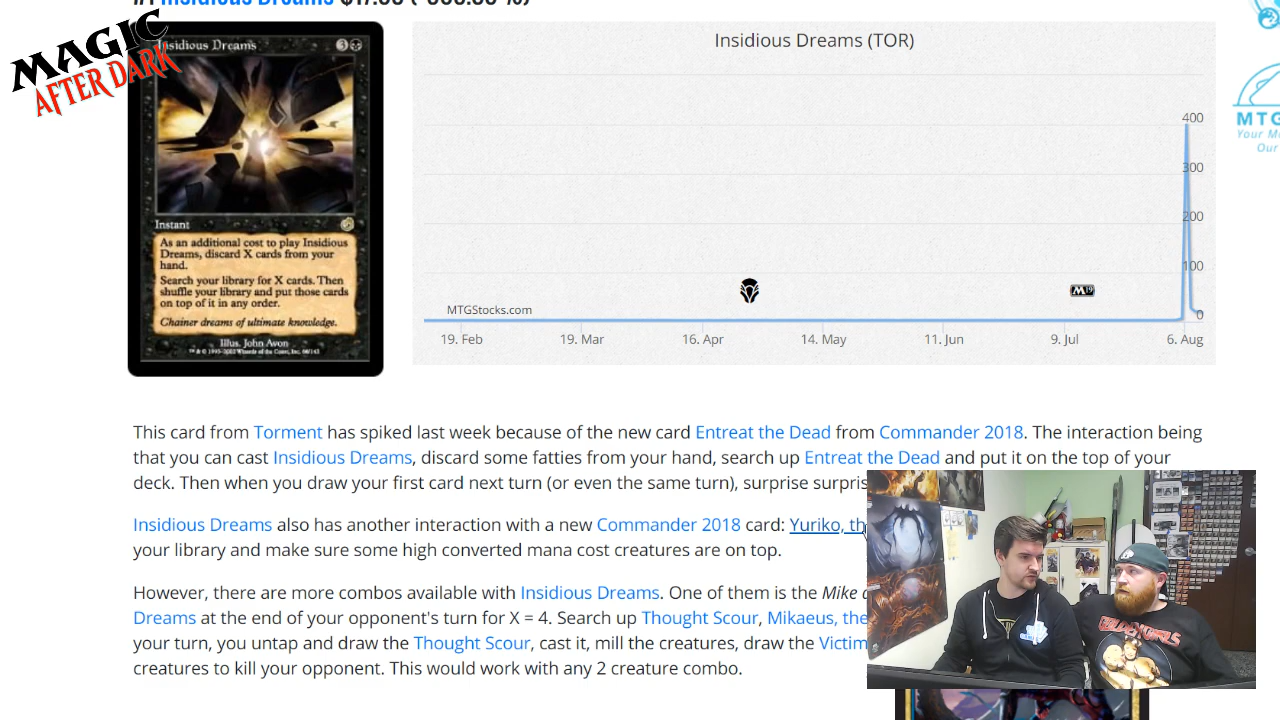 Insidious Dreams
MAGIC
AFTER DARK
Insidious Dreams
3
Instant
As an additional cost to play Insidious
Dreams, discard X cards from your
hand.
Search your library for X cards. Then
shuffle your library and put those cards
on top of it in any order.
Chainer dreams of ultimate knowledge.
Illus. John Avon
Insidious Dreams (TOR)
400
300
200
100
0
M19
MTGStocks.com
19. Feb
19. Mar
16. Apr
14. May
11. Jun
9. Jul
6. Aug
MTG
Your M
Our
This card from Torment has spiked last week because of the new card Entreat the Dead from Commander 2018. The interaction being
that you can cast Insidious Dreams, discard some fatties from your hand, search up Entreat the Dead and put it on the top of your
deck. Then when you draw your first card next turn (or even the same turn), surprise surpris
Insidious Dreams also has another interaction with a new Commander 2018 card: Yuriko, th
your library and make sure some high converted mana cost creatures are on top.
However, there are more combos available with Insidious Dreams. One of them is the Mike
Dreams at the end of your opponent's turn for X = 4. Search up Thought Scour, Mikaeus, the
your turn, you untap and draw the Thought Scour, cast it, mill the creatures, draw the Victim
creatures to kill your opponent. This would work with any 2 creature combo.